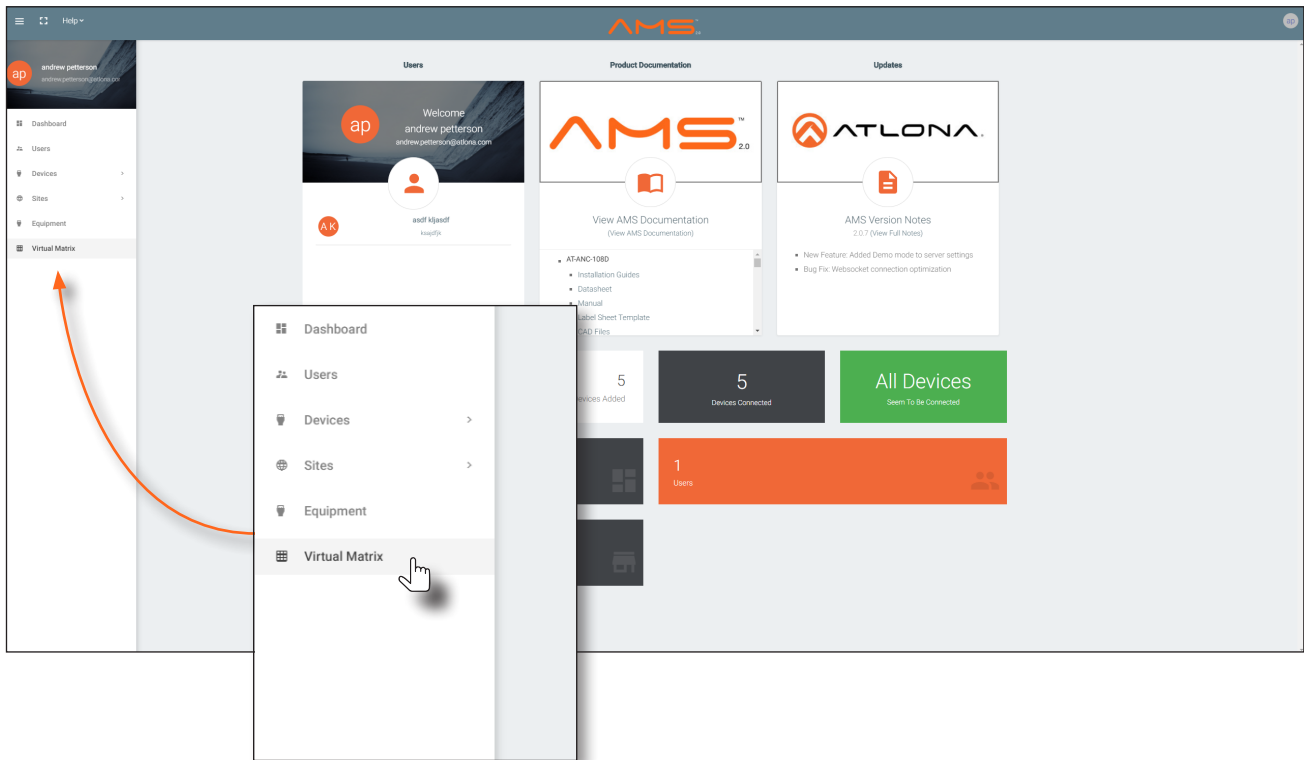 Help
AMS™
ap
ap
andrew petterson
andrew.petterson@atlona.com
Dashboard
Users
Devices
Sites
Equipment
Virtual Matrix
Users
ap
Welcome
andrew petterson
andrew.petterson@atlona.com
A K
asdf kljasdf
ksajdfjk
Product Documentation
AMS™
2.0
View AMS Documentation
(View AMS Documentation)
AT-ANC-108D
Installation Guides
Datasheet
Manual
Label Sheet Template
CAD Files
Updates
ATLONA.
AMS Version Notes
2.0.7 (View Full Notes)
New Feature: Added Demo mode to server settings
Bug Fix: Websocket connection optimization
5
Devices Added
5
Devices Connected
All Devices
Seem To Be Connected
1
Users
Dashboard
Users
Devices
Sites
Equipment
Virtual Matrix